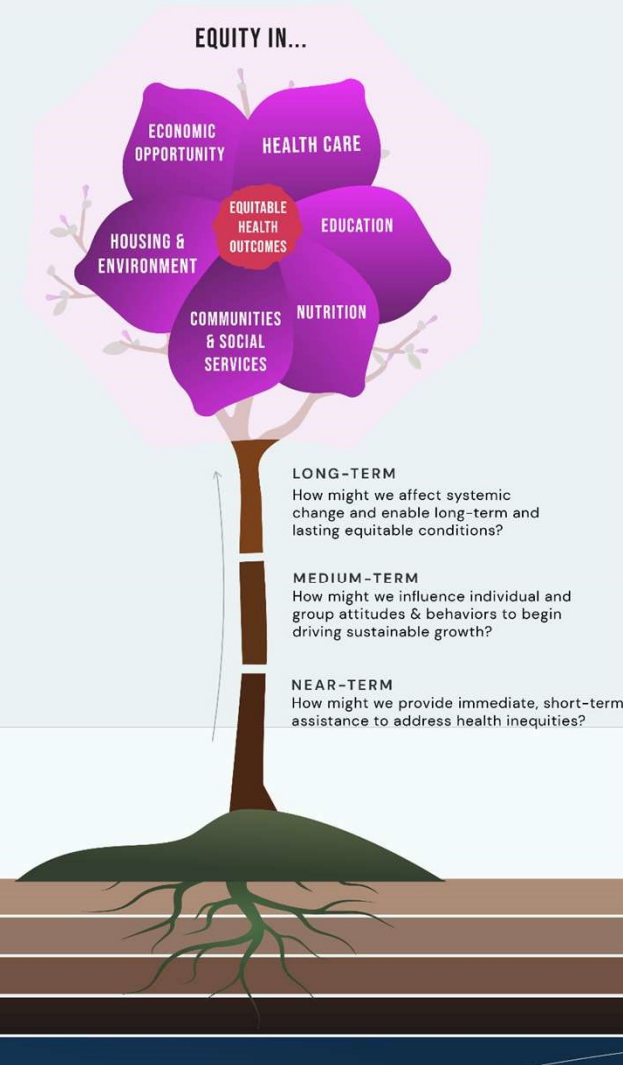 EQUITY IN...
ECONOMIC
OPPORTUNITY
HEALTH CARE
EQUITABLE
HEALTH
OUTCOMES
EDUCATION
HOUSING &
ENVIRONMENT
NUTRITION
COMMUNITIES
& SOCIAL
SERVICES
LONG-TERM
How might we affect systemic
change and enable long-term and
lasting equitable conditions?
MEDIUM-TERM
How might we influence individual and
group attitudes & behaviors to begin
driving sustainable growth?
NEAR-TERM
How might we provide immediate, short-term
assistance to address health inequities?